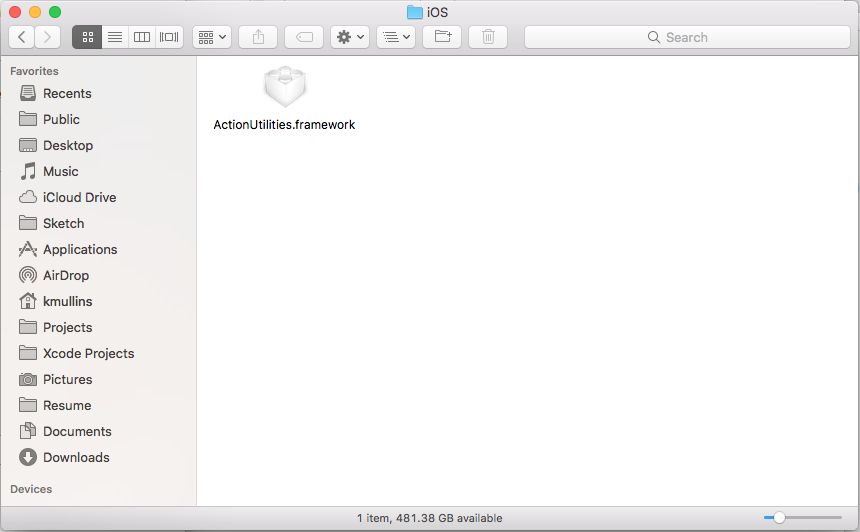 iOS
Search
Favorites
Recents
Public
Desktop
Music
iCloud Drive
Sketch
Applications
AirDrop
kmullins
Projects
Xcode Projects
Pictures
Resume
Documents
Downloads
Devices
ActionUtilities.framework
1 item, 481.38 GB available